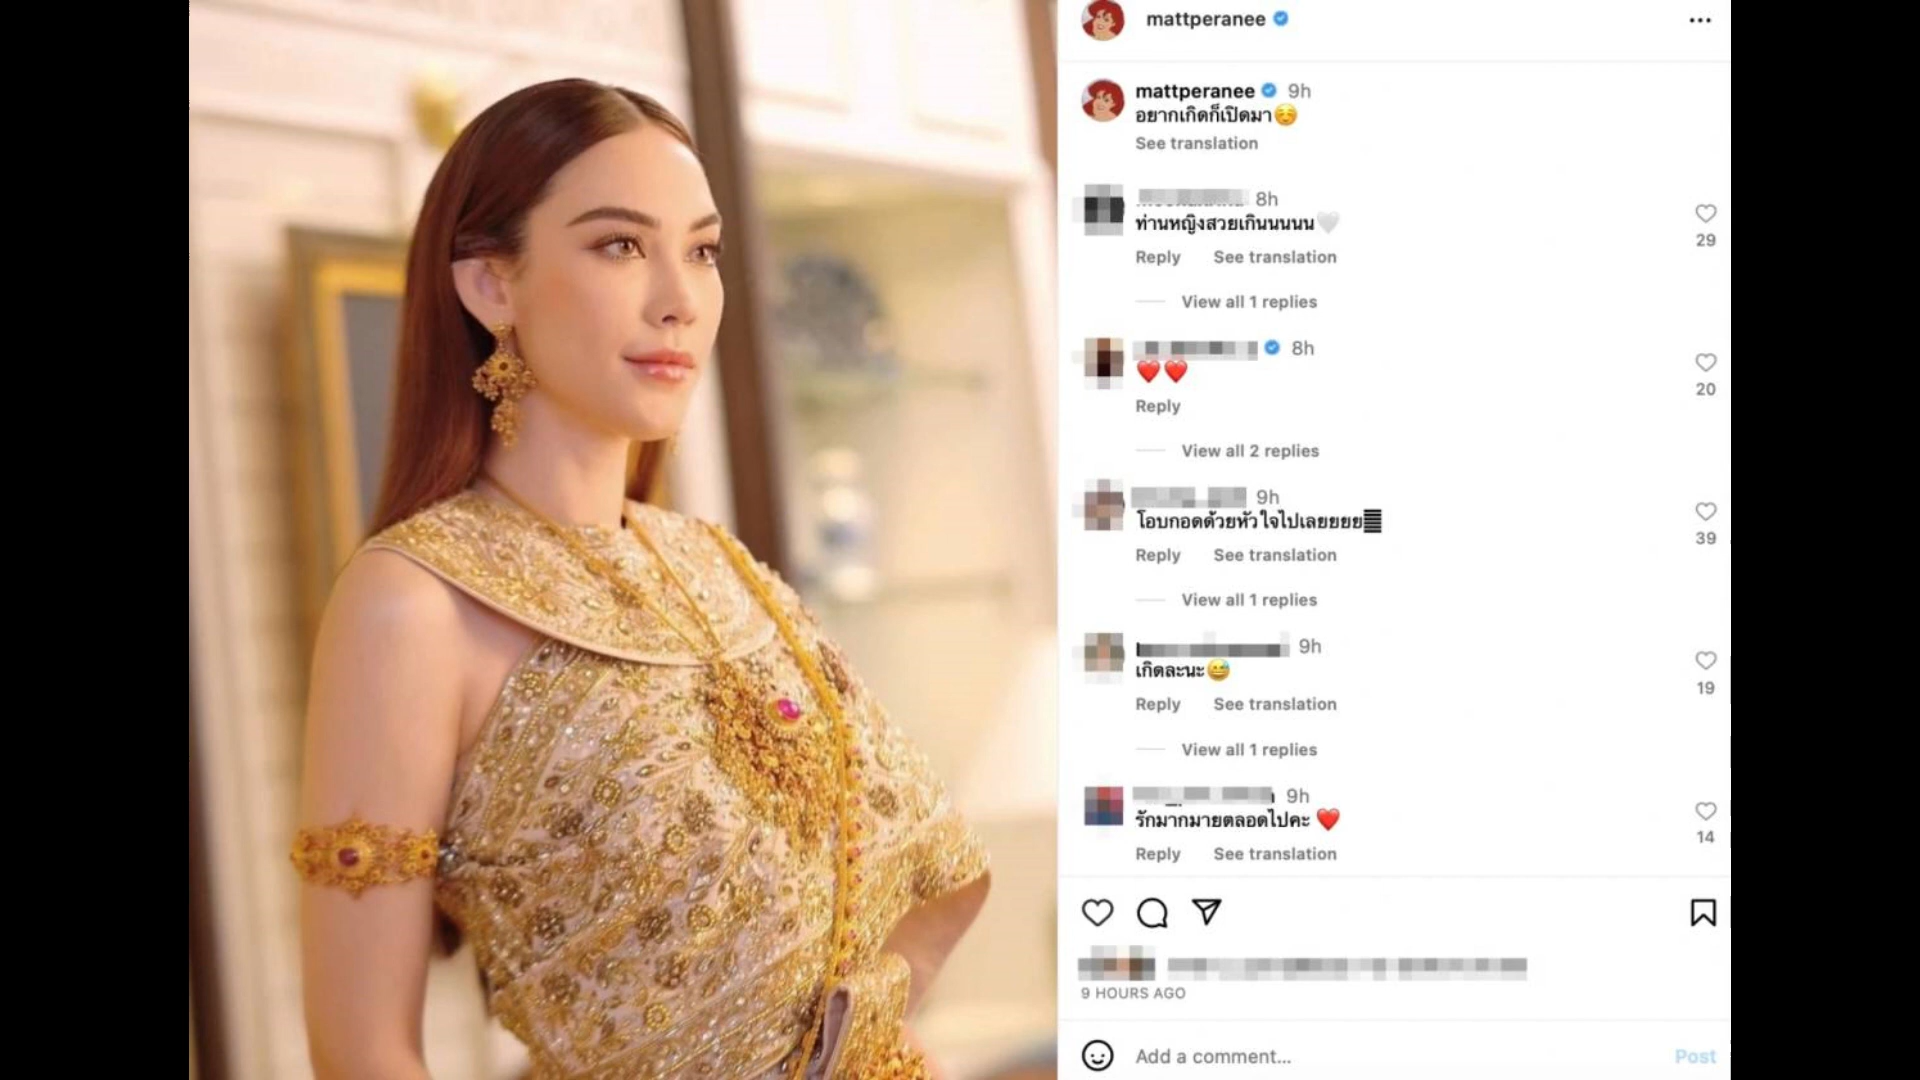 mattperanee
mattperanee 9h
อยากเกิดก็เปิดมา☺️
See translation
8h
ท่านหญิงสวยเกินนนนน🤍
29
Reply See translation
View all 1 replies
8h
❤️❤️
20
Reply
View all 2 replies
9h
โอบกอดด้วยหัวใจไปเลยยยย
39
Reply See translation
View all 1 replies
9h
เกิดละนะ😅
19
Reply See translation
View all 1 replies
9h
รักมากมายตลอดไปคะ ❤️
14
Reply See translation
9 HOURS AGO
Add a comment... Post